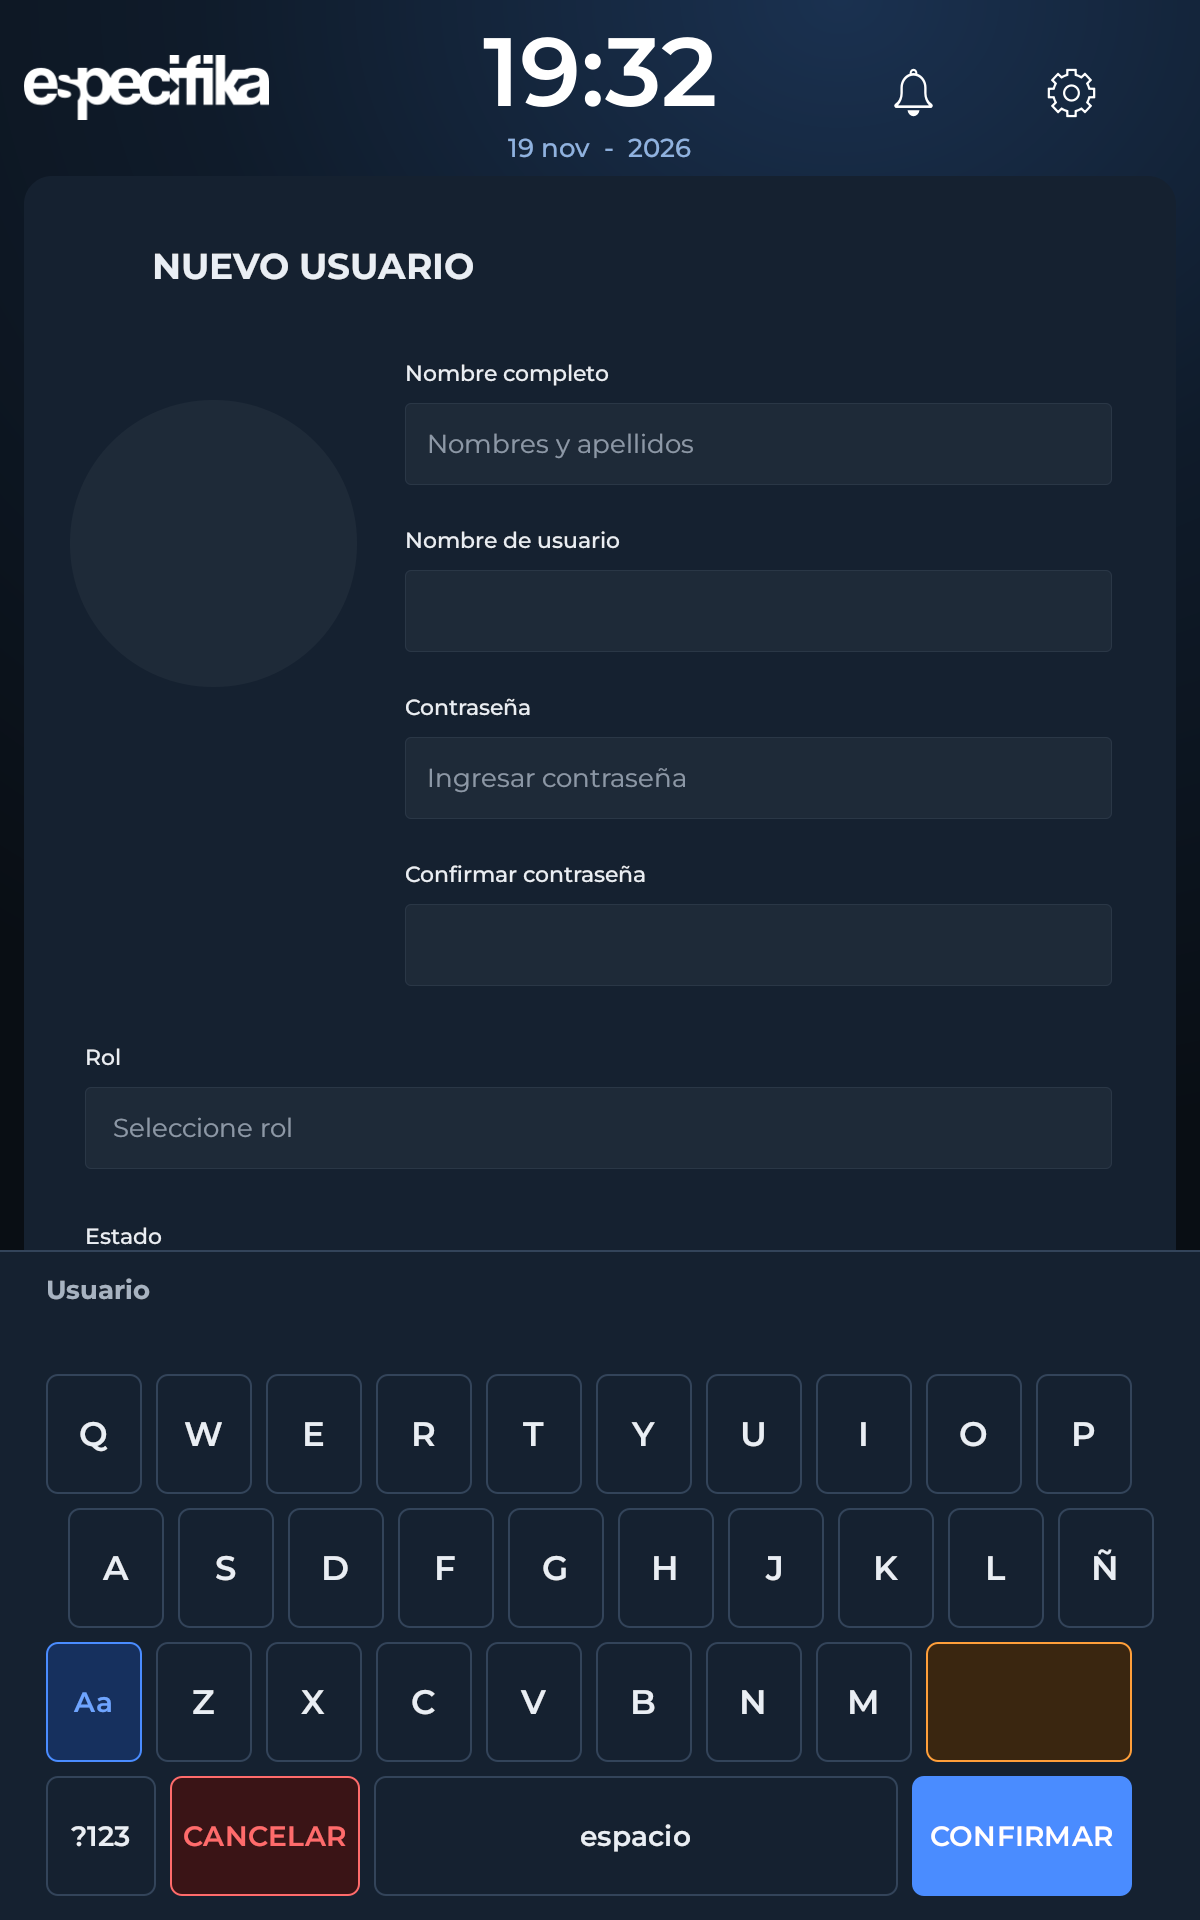 especifika
19:32
19 nov - 2026
NUEVO USUARIO
Nombre completo
Nombres y apellidos
Nombre de usuario
Contraseña
Ingresar contraseña
Confirmar contraseña
Rol
Seleccione rol
Estado
Usuario
Q W E R T Y U I O P
A S D F G H J K L Ñ
Aa Z X C V B N M
?123 CANCELAR espacio CONFIRMAR